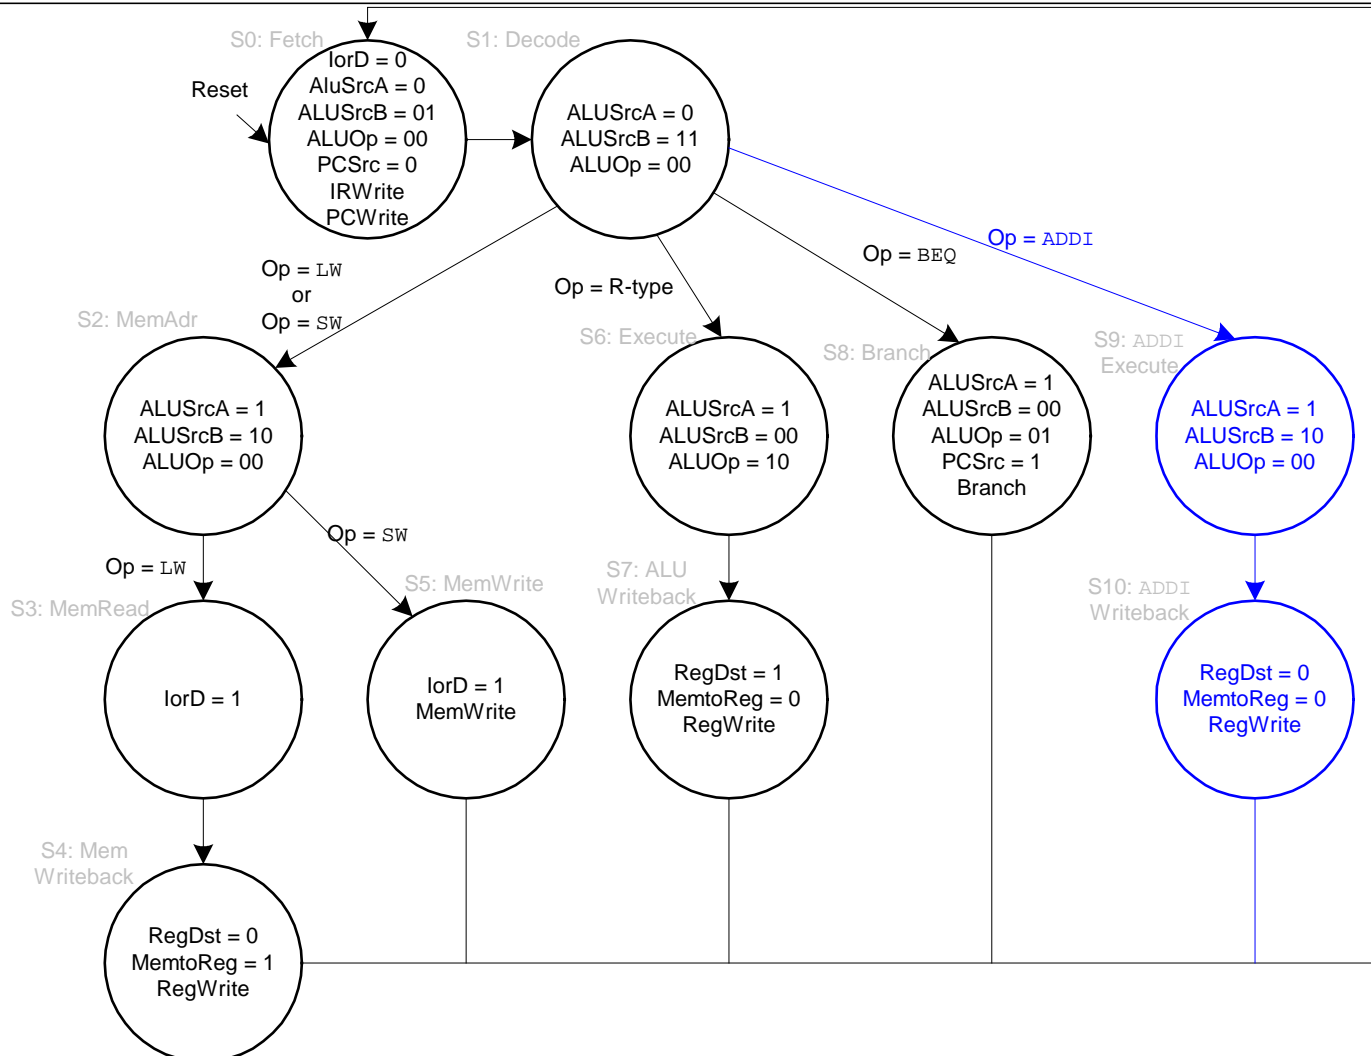 S0: Fetch
S1: Decode
Reset
IorD = 0
AluSrcA = 0
ALUSrcB = 01
ALUOp = 00
PCSrc = 0
IRWrite
PCWrite
ALUSrcA = 0
ALUSrcB = 11
ALUOp = 00
Op = LW
or
Op = SW
Op = R-type
Op = BEQ
Op = ADDI
S2: MemAdr
S6: Execute
S8: Branch
S9: ADDI
Execute
ALUSrcA = 1
ALUSrcB = 10
ALUOp = 00
ALUSrcA = 1
ALUSrcB = 00
ALUOp = 10
ALUSrcA = 1
ALUSrcB = 00
ALUOp = 01
PCSrc = 1
Branch
ALUSrcA = 1
ALUSrcB = 10
ALUOp = 00
Op = LW
Op = SW
S3: MemRead
S5: MemWrite
S7: ALU
Writeback
S10: ADDI
Writeback
IorD = 1
IorD = 1
MemWrite
RegDst = 1
MemtoReg = 0
RegWrite
RegDst = 0
MemtoReg = 0
RegWrite
S4: Mem
Writeback
RegDst = 0
MemtoReg = 1
RegWrite